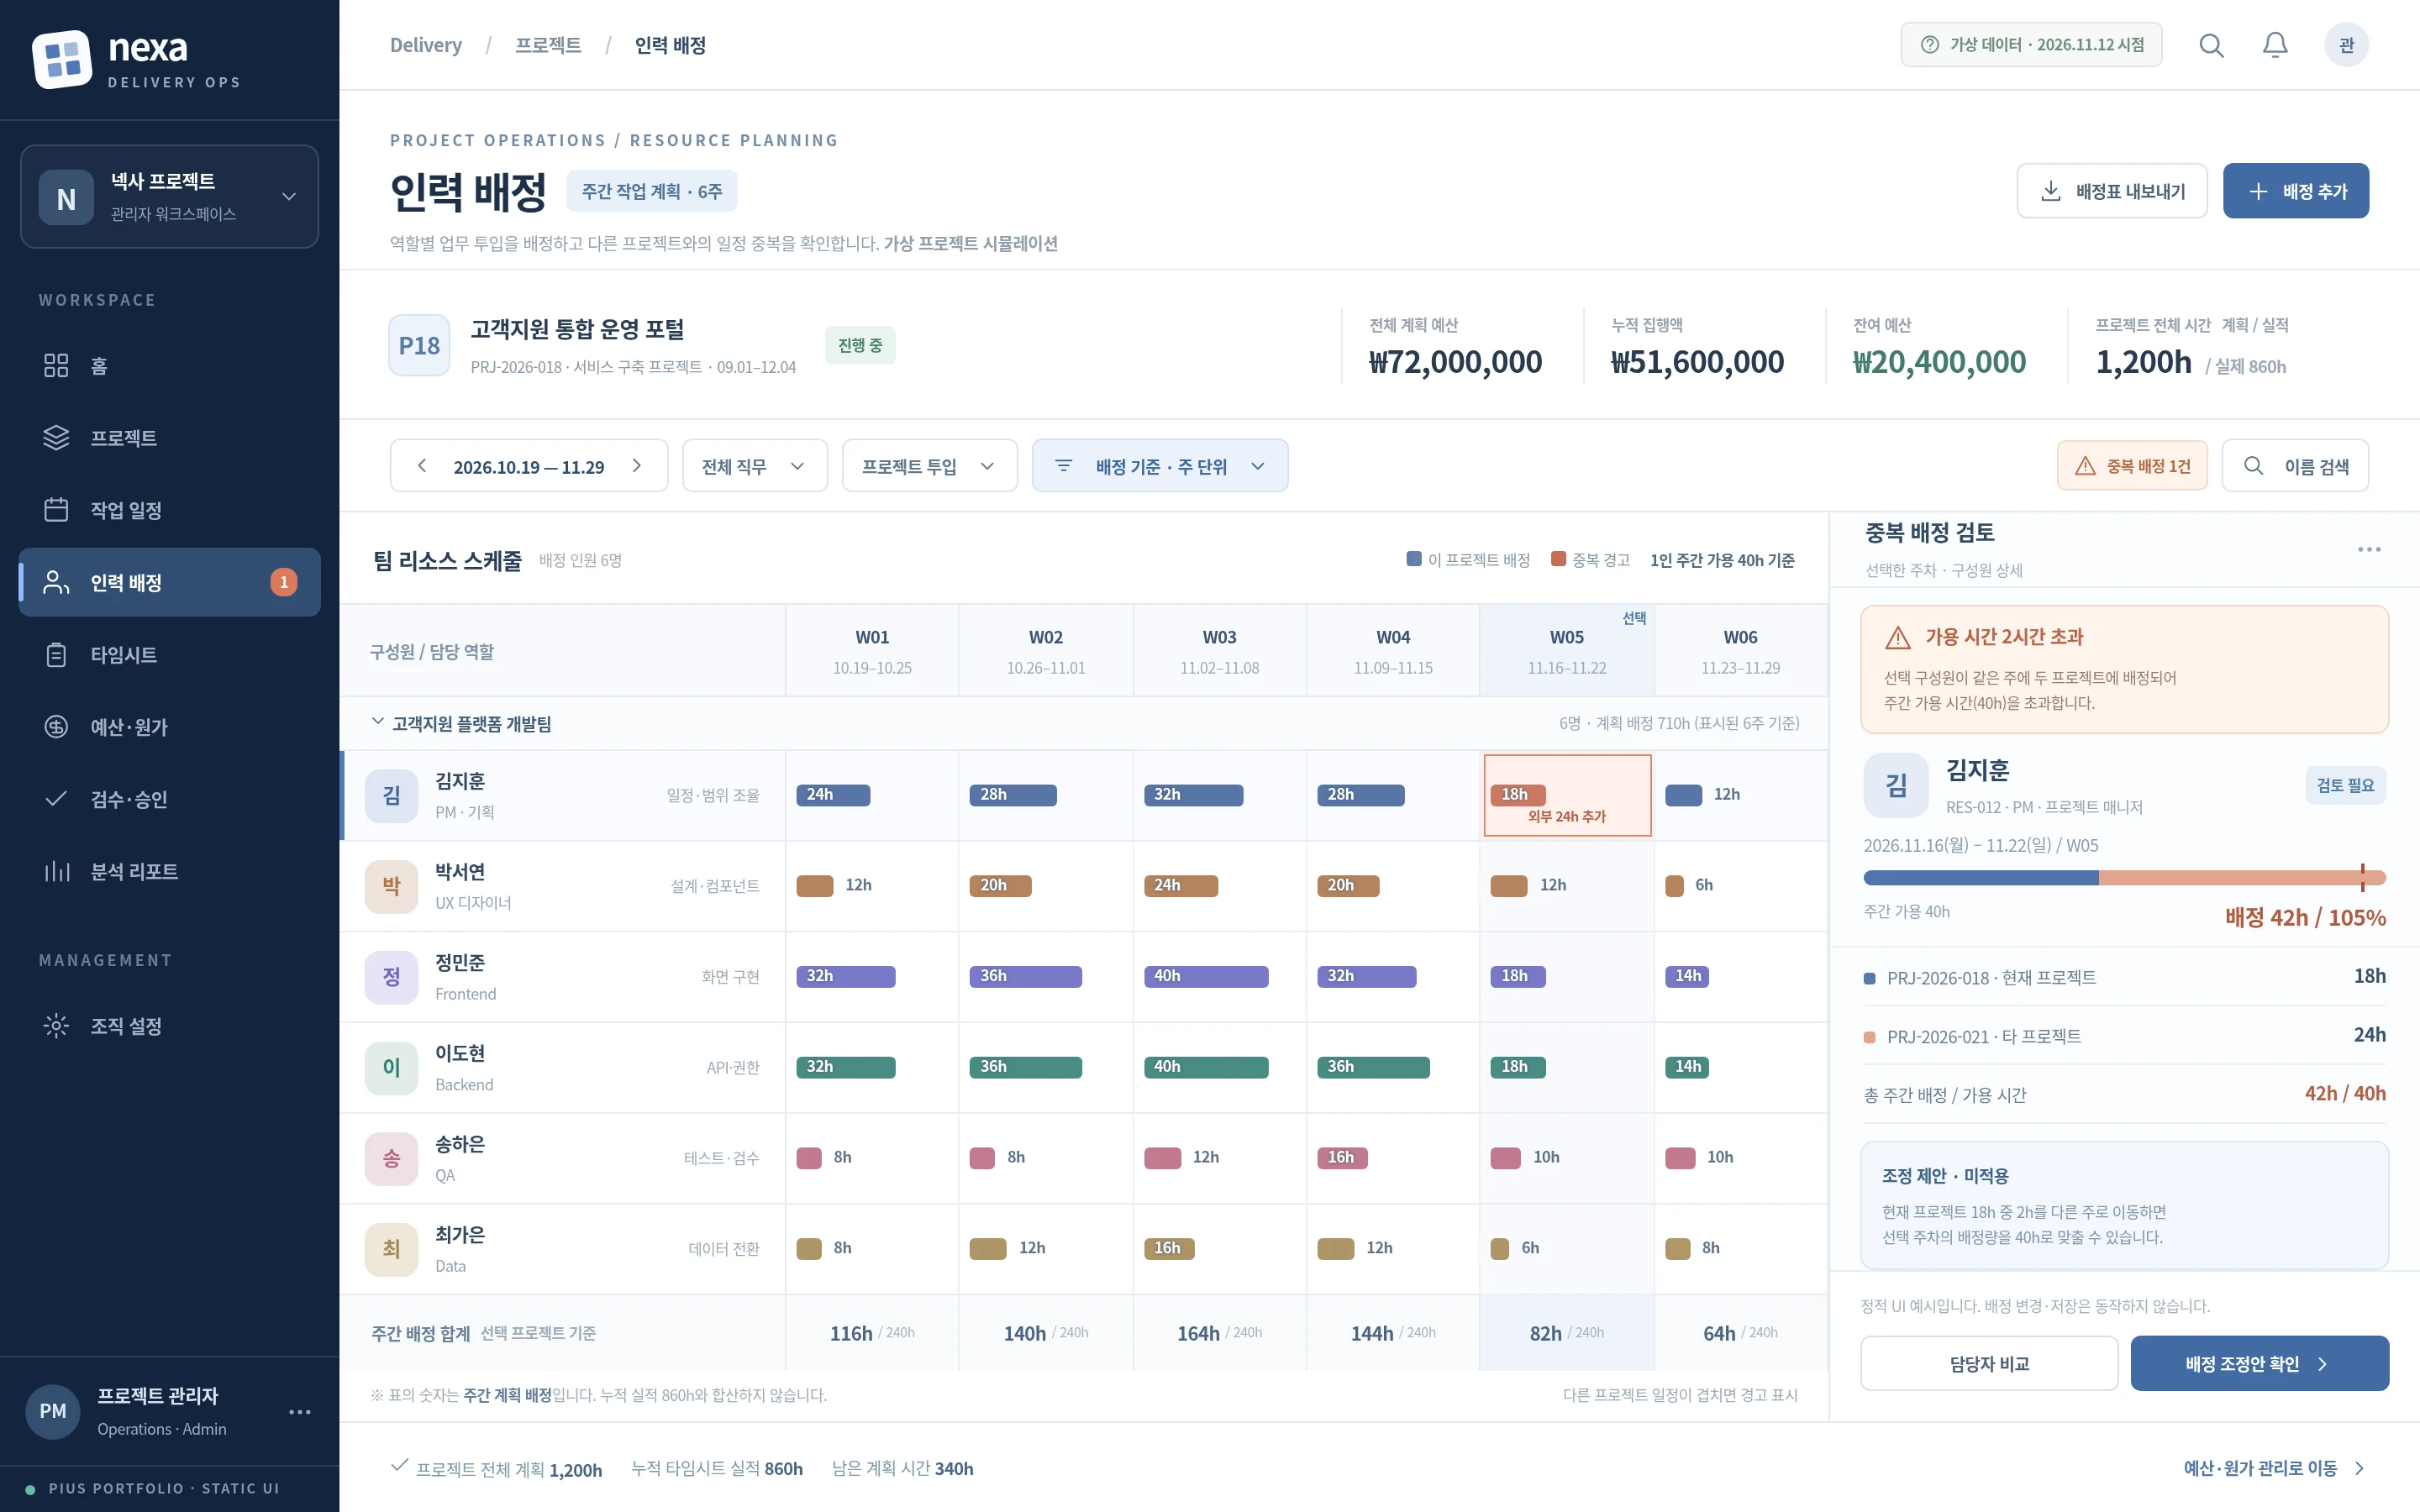 nexa
DELIVERY OPS
N
넥사 프로젝트
관리자 워크스페이스
WORKSPACE
홈
프로젝트
작업 일정
인력 배정
1
타임시트
예산·원가
검수·승인
분석 리포트
MANAGEMENT
조직 설정
PM
프로젝트 관리자
Operations · Admin
PIUS PORTFOLIO · STATIC UI
Delivery / 프로젝트 / 인력 배정
가상 데이터 · 2026.11.12 시점
관
PROJECT OPERATIONS / RESOURCE PLANNING
인력 배정
주간 작업 계획 · 6주
역할별 업무 투입을 배정하고 다른 프로젝트와의 일정 중복을 확인합니다. 가상 프로젝트 시뮬레이션
배정표 내보내기
배정 추가
P18
고객지원 통합 운영 포털
PRJ-2026-018 · 서비스 구축 프로젝트 · 09.01–12.04
진행 중
전체 계획 예산
₩72,000,000
누적 집행액
₩51,600,000
잔여 예산
₩20,400,000
프로젝트 전체 시간 계획 / 실적
1,200h / 실제 860h
2026.10.19 — 11.29
전체 직무
프로젝트 투입
배정 기준 · 주 단위
중복 배정 1건
이름 검색
팀 리소스 스케줄 배정 인원 6명
이 프로젝트 배정
중복 경고
1인 주간 가용 40h 기준
구성원 / 담당 역할
W01
10.19–10.25
W02
10.26–11.01
W03
11.02–11.08
W04
11.09–11.15
선택
W05
11.16–11.22
W06
11.23–11.29
고객지원 플랫폼 개발팀
6명 · 계획 배정 710h (표시된 6주 기준)
김
김지훈
PM · 기획
일정·범위 조율
24h
28h
32h
28h
18h
외부 24h 추가
12h
박
박서연
UX 디자이너
설계·컴포넌트
12h
20h
24h
20h
12h
6h
정
정민준
Frontend
화면 구현
32h
36h
40h
32h
18h
14h
이
이도현
Backend
API·권한
32h
36h
40h
36h
18h
14h
송
송하은
QA
테스트·검수
8h
8h
12h
16h
10h
10h
최
최가은
Data
데이터 전환
8h
12h
16h
12h
6h
8h
주간 배정 합계 선택 프로젝트 기준
116h / 240h
140h / 240h
164h / 240h
144h / 240h
82h / 240h
64h / 240h
※ 표의 숫자는 주간 계획 배정입니다. 누적 실적 860h와 합산하지 않습니다.
다른 프로젝트 일정이 겹치면 경고 표시
중복 배정 검토
선택한 주차 · 구성원 상세
가용 시간 2시간 초과
선택 구성원이 같은 주에 두 프로젝트에 배정되어
주간 가용 시간(40h)을 초과합니다.
김
김지훈
RES-012 · PM · 프로젝트 매니저
검토 필요
2026.11.16(월) – 11.22(일) / W05
주간 가용 40h
배정 42h / 105%
PRJ-2026-018 · 현재 프로젝트
18h
PRJ-2026-021 · 타 프로젝트
24h
총 주간 배정 / 가용 시간
42h / 40h
조정 제안 · 미적용
현재 프로젝트 18h 중 2h를 다른 주로 이동하면
선택 주차의 배정량을 40h로 맞출 수 있습니다.
정적 UI 예시입니다. 배정 변경·저장은 동작하지 않습니다.
담당자 비교
배정 조정안 확인
프로젝트 전체 계획 1,200h
누적 타임시트 실적 860h
남은 계획 시간 340h
예산·원가 관리로 이동